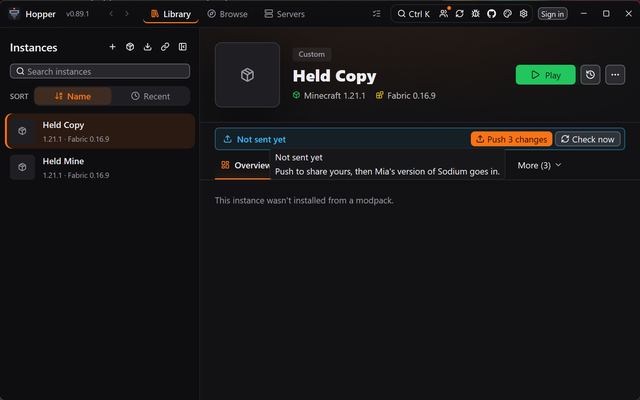 Hopper v0.89.1 Library Browse Servers Ctrl K Sign in
Instances
Search instances
SORT Name Recent
Held Copy
1.21.1 · Fabric 0.16.9
Held Mine
1.21.1 · Fabric 0.16.9
Custom
Held Copy
Minecraft 1.21.1 Fabric 0.16.9
Play
Not sent yet Push 3 changes Check now
Overview More (3)
Not sent yet
Push to share yours, then Mia's version of Sodium goes in.
This instance wasn't installed from a modpack.